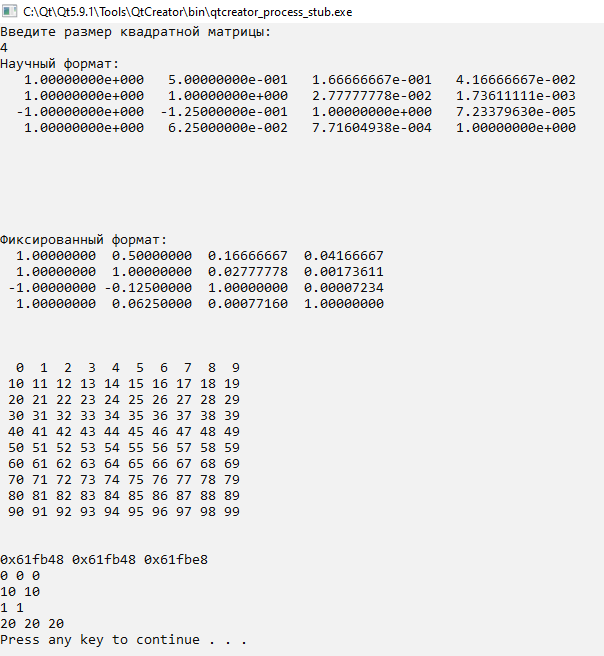 C:\Qt\Qt5.9.1\Tools\QtCreator\bin\qtcreator_process_stub.exe
Введите размер квадратной матрицы:
4
Научный формат:
1.00000000e+000 5.00000000e-001 1.66666667e-001 4.16666667e-002
1.00000000e+000 1.00000000e+000 2.77777778e-002 1.73611111e-003
-1.00000000e+000 -1.25000000e-001 1.00000000e+000 7.23379630e-005
1.00000000e+000 6.25000000e-002 7.71604938e-004 1.00000000e+000
Фиксированный формат:
1.00000000 0.50000000 0.16666667 0.04166667
1.00000000 1.00000000 0.02777778 0.00173611
-1.00000000 -0.12500000 1.00000000 0.00007234
1.00000000 0.06250000 0.00077160 1.00000000
0 1 2 3 4 5 6 7 8 9
10 11 12 13 14 15 16 17 18 19
20 21 22 23 24 25 26 27 28 29
30 31 32 33 34 35 36 37 38 39
40 41 42 43 44 45 46 47 48 49
50 51 52 53 54 55 56 57 58 59
60 61 62 63 64 65 66 67 68 69
70 71 72 73 74 75 76 77 78 79
80 81 82 83 84 85 86 87 88 89
90 91 92 93 94 95 96 97 98 99
0x61fb48 0x61fb48 0x61fbe8
0 0 0
10 10
1 1
20 20 20
Press any key to continue . . .